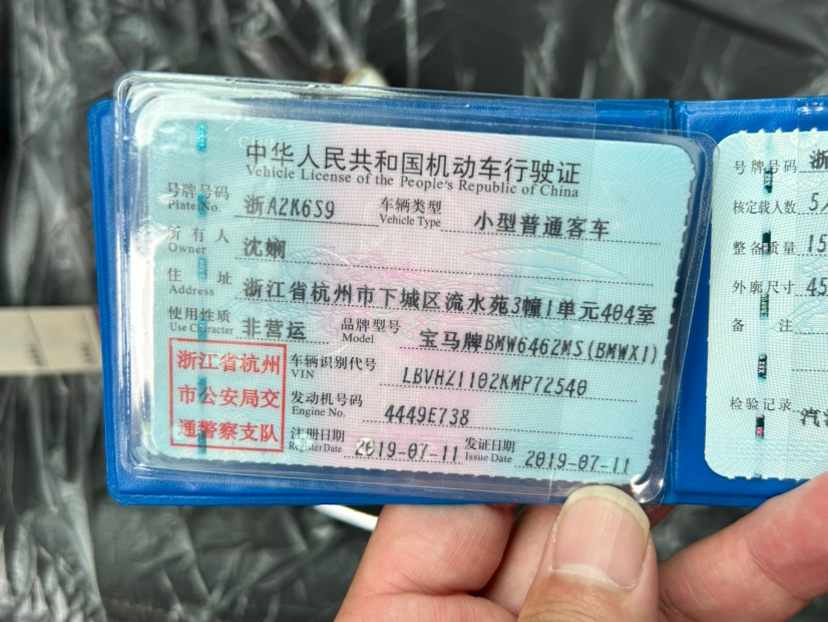 中华人民共和国机动车行驶证
Vehicle License of the People's Republic of China
号牌号码 浙A2K6S9 车辆类型 小型普通客车
Plate No. Vehicle Type
所有人 沈娴
Owner
住址 浙江省杭州市下城区流水苑3幢1单元404室
Address
使用性质 非营运 品牌型号 宝马牌BMW6462MS(BMWX1)
Use Character Model
浙江省杭州
市公安局交
通警察支队
车辆识别代号 LBVHZ1102KMP72540
VIN
发动机号码 4449E738
Engine No.
注册日期 2019-07-11 发证日期 2019-07-11
Register Date Issue Date
号牌号码 浙
核定载人数 5人
整备质量 15
外廓尺寸 45
备注
检验记录